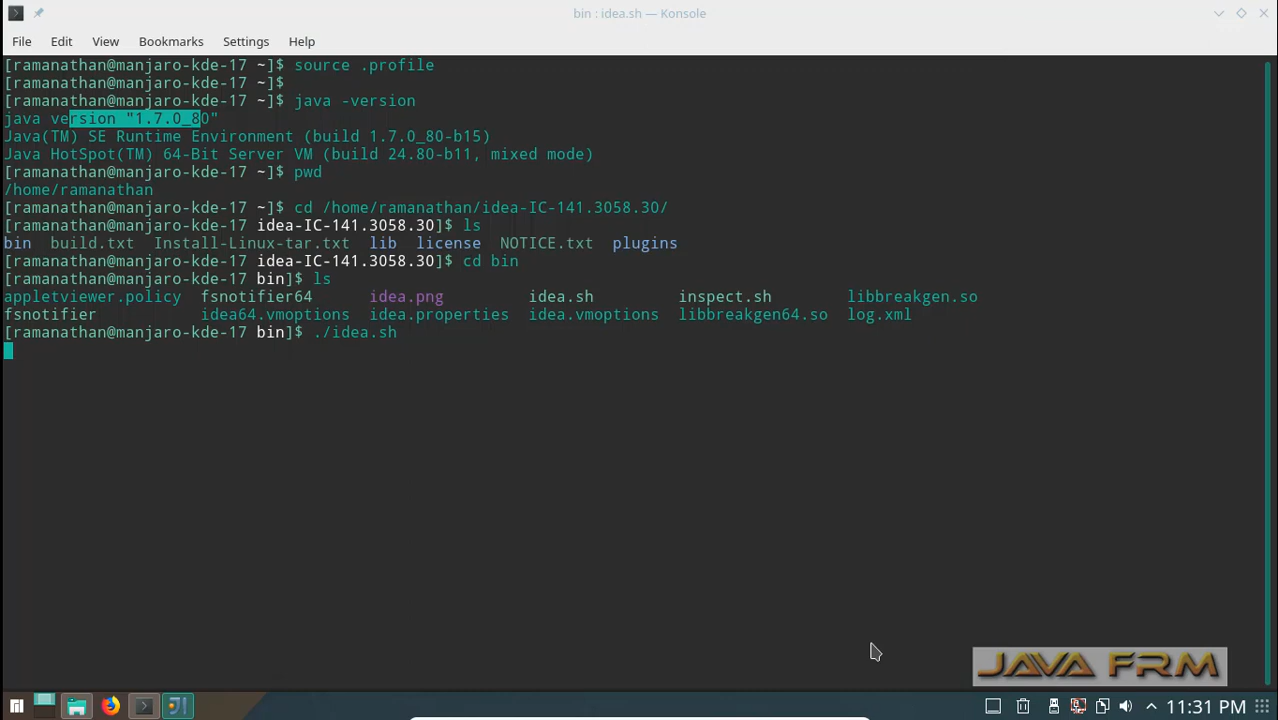 bin : idea.sh — Konsole
File Edit View Bookmarks Settings Help
[ramanathan@manjaro-kde-17 ~]$ source .profile
[ramanathan@manjaro-kde-17 ~]$
[ramanathan@manjaro-kde-17 ~]$ java -version
java version "1.7.0_80"
Java(TM) SE Runtime Environment (build 1.7.0_80-b15)
Java HotSpot(TM) 64-Bit Server VM (build 24.80-b11, mixed mode)
[ramanathan@manjaro-kde-17 ~]$ pwd
/home/ramanathan
[ramanathan@manjaro-kde-17 ~]$ cd /home/ramanathan/idea-IC-141.3058.30/
[ramanathan@manjaro-kde-17 idea-IC-141.3058.30]$ ls
bin build.txt Install-Linux-tar.txt lib license NOTICE.txt plugins
[ramanathan@manjaro-kde-17 idea-IC-141.3058.30]$ cd bin
[ramanathan@manjaro-kde-17 bin]$ ls
appletviewer.policy fsnotifier64 idea.png idea.sh inspect.sh libbreakgen.so
fsnotifier idea64.vmoptions idea.properties idea.vmoptions libbreakgen64.so log.xml
[ramanathan@manjaro-kde-17 bin]$ ./idea.sh
JAVA FRM
11:31 PM